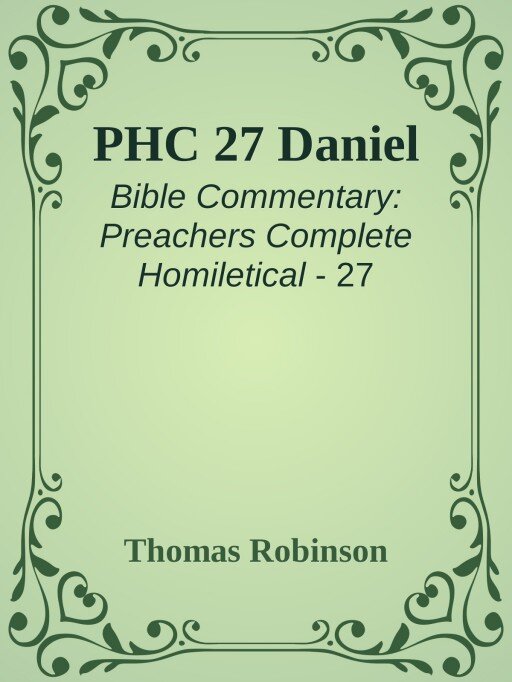 PHC 27 Daniel
Bible Commentary:
Preachers Complete
Homiletical - 27
Thomas Robinson